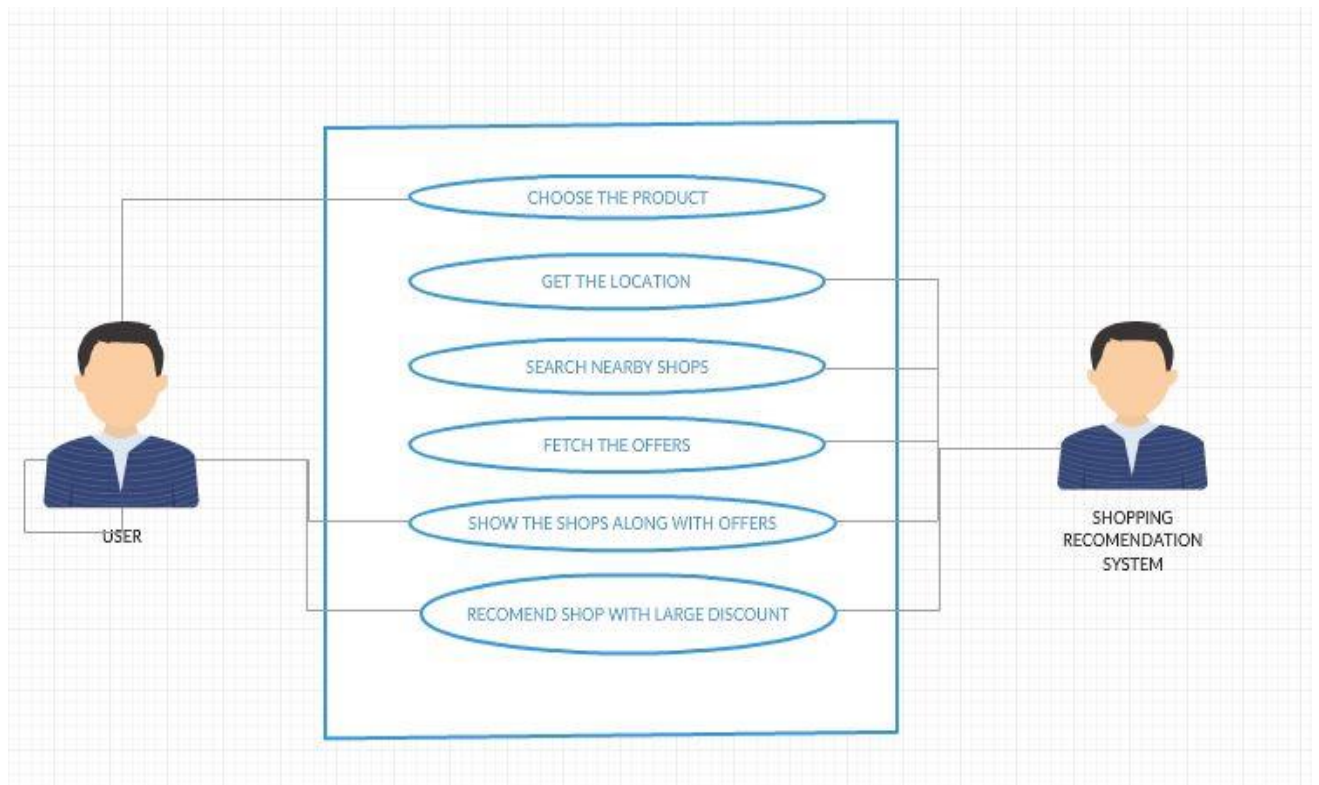 CHOOSE THE PRODUCT
GET THE LOCATION
SEARCH NEARBY SHOPS
FETCH THE OFFERS
SHOW THE SHOPS ALONG WITH OFFERS
RECOMEND SHOP WITH LARGE DISCOUNT
USER
SHOPPING
RECOMENDATION
SYSTEM